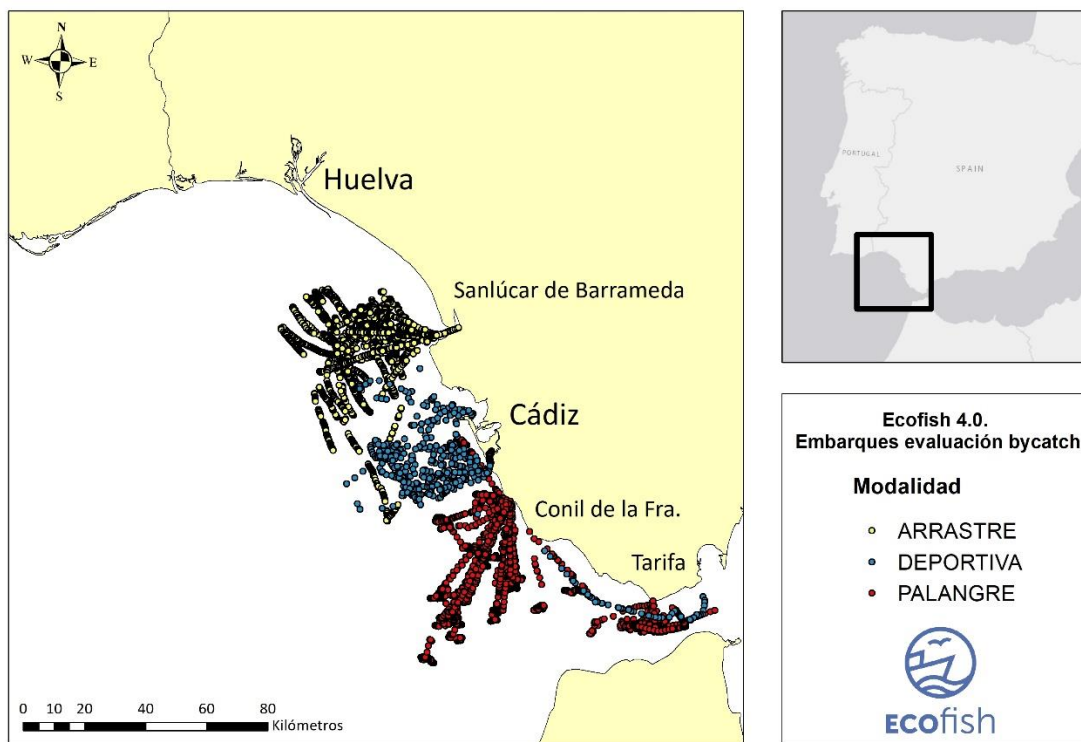 N
W E
S
Huelva
Sanlúcar de Barrameda
Cádiz
Conil de la Fra.
Tarifa
0 10 20 40 60 80
Kilómetros
PORTUGAL
SPAIN
Ecofish 4.0.
Embarques evaluación bycatch
Modalidad
ARRASTRE
DEPORTIVA
PALANGRE
ECOfish